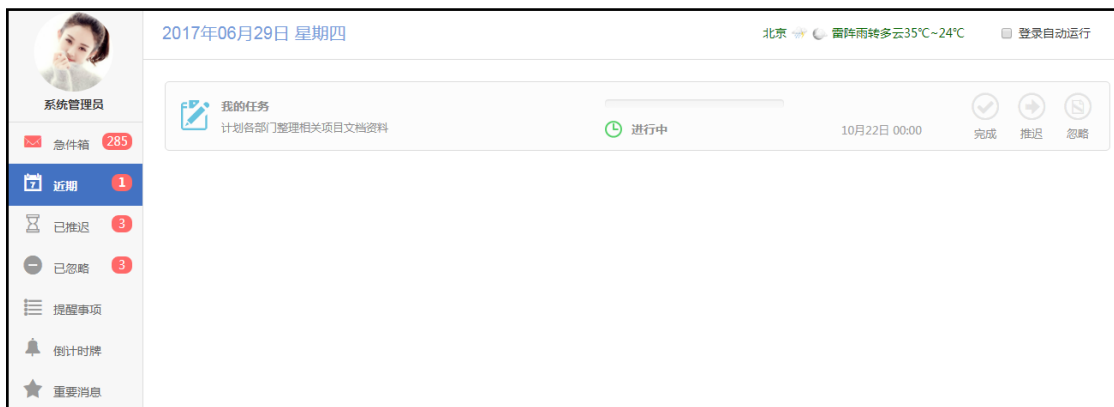 2017年06月29日 星期四
北京 雷阵雨转多云35℃~24℃
登录自动运行
系统管理员
急件箱 285
7 近期 1
已推迟 3
已忽略 3
提醒事项
倒计时牌
重要消息
我的任务
计划各部门整理相关项目文档资料
进行中
10月22日 00:00
完成 推迟 忽略